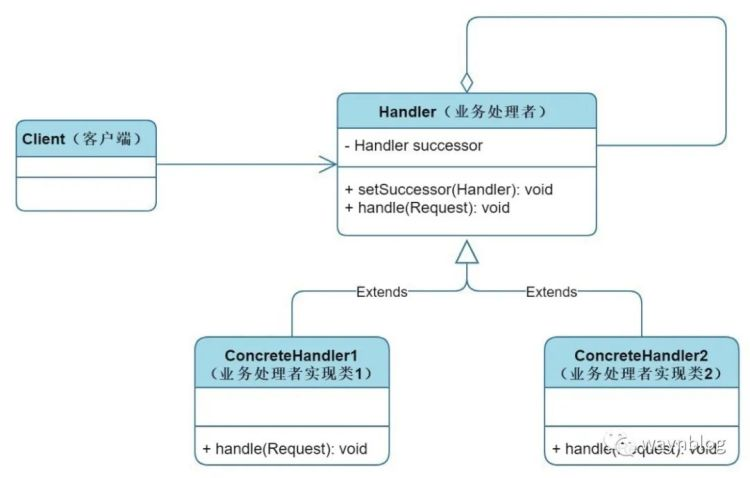 Handler（业务处理者）
Client（客户端）
- Handler successor
+ setSuccessor(Handler): void
+ handle(Request): void
Extends
Extends
ConcreteHandler1
（业务处理者实现类1）
ConcreteHandler2
（业务处理者实现类2）
+ handle(Request): void
+ handle(Request): void
waynblog